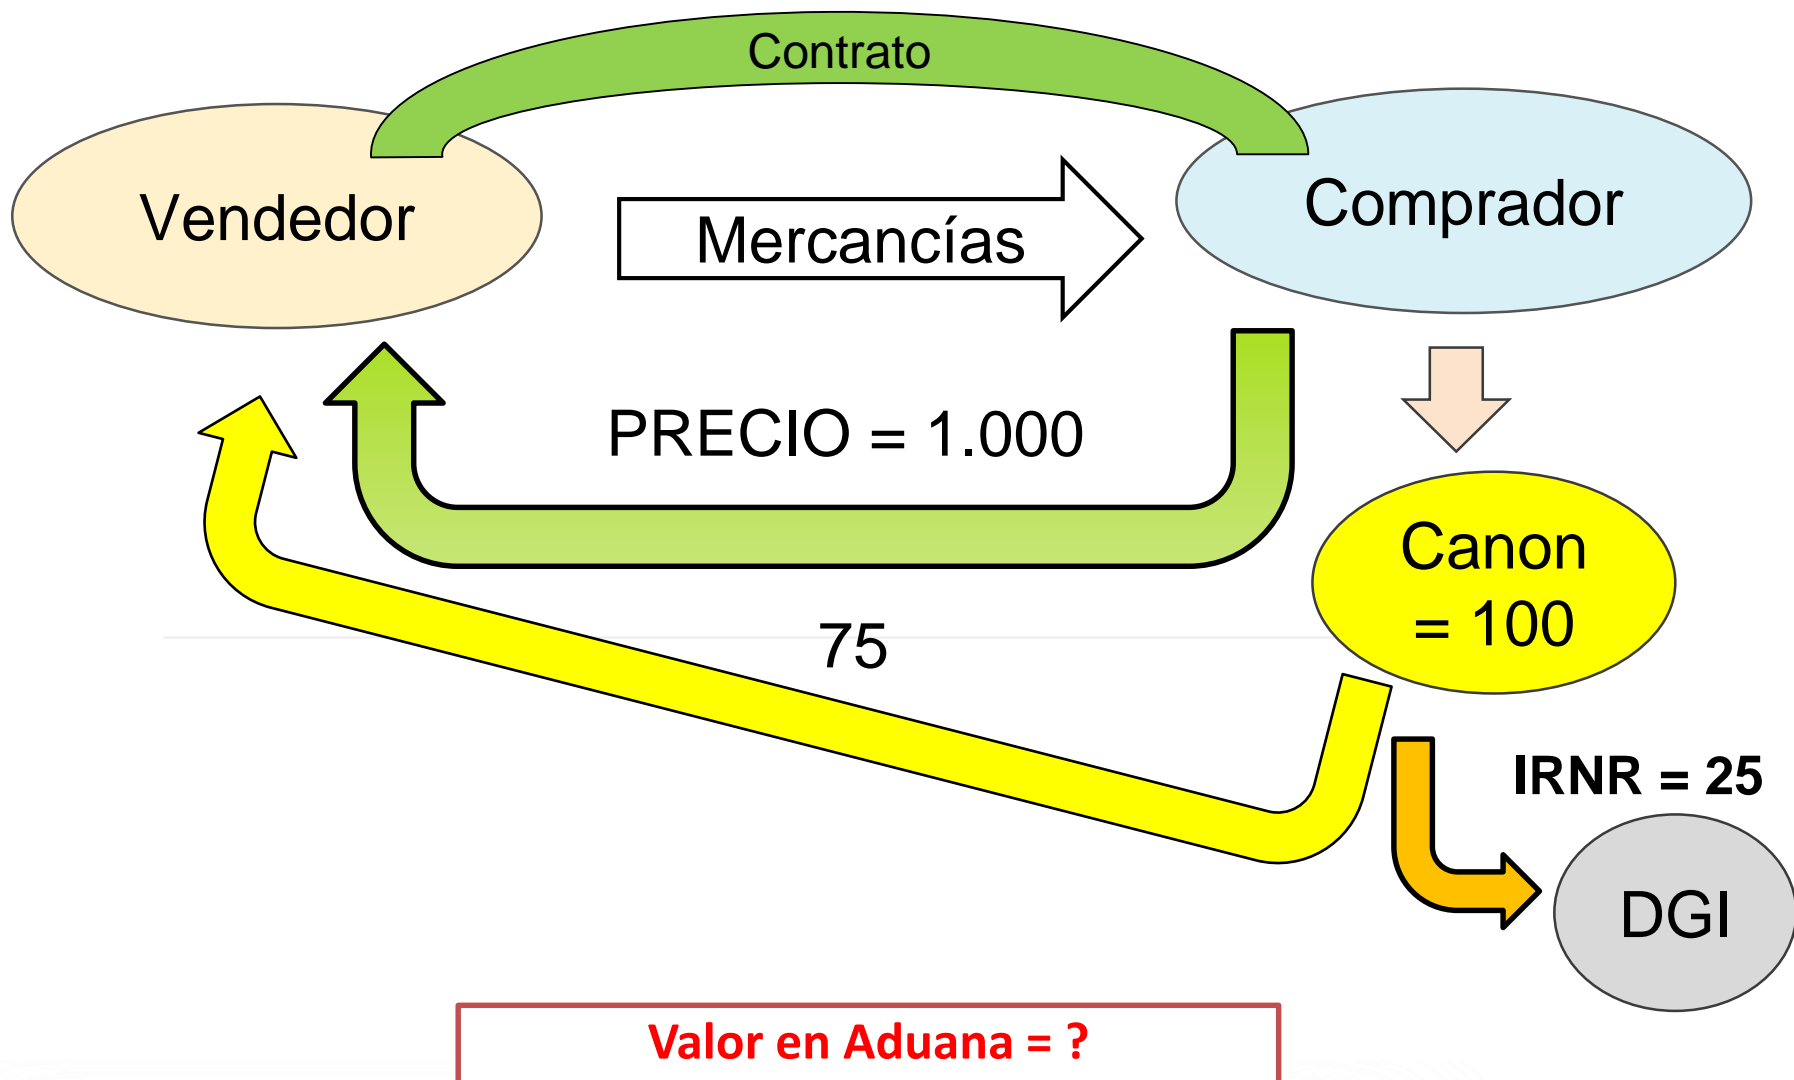 Contrato
Vendedor
Mercancías
Comprador
PRECIO = 1.000
Canon
= 100
75
IRNR = 25
DGI
Valor en Aduana = ?